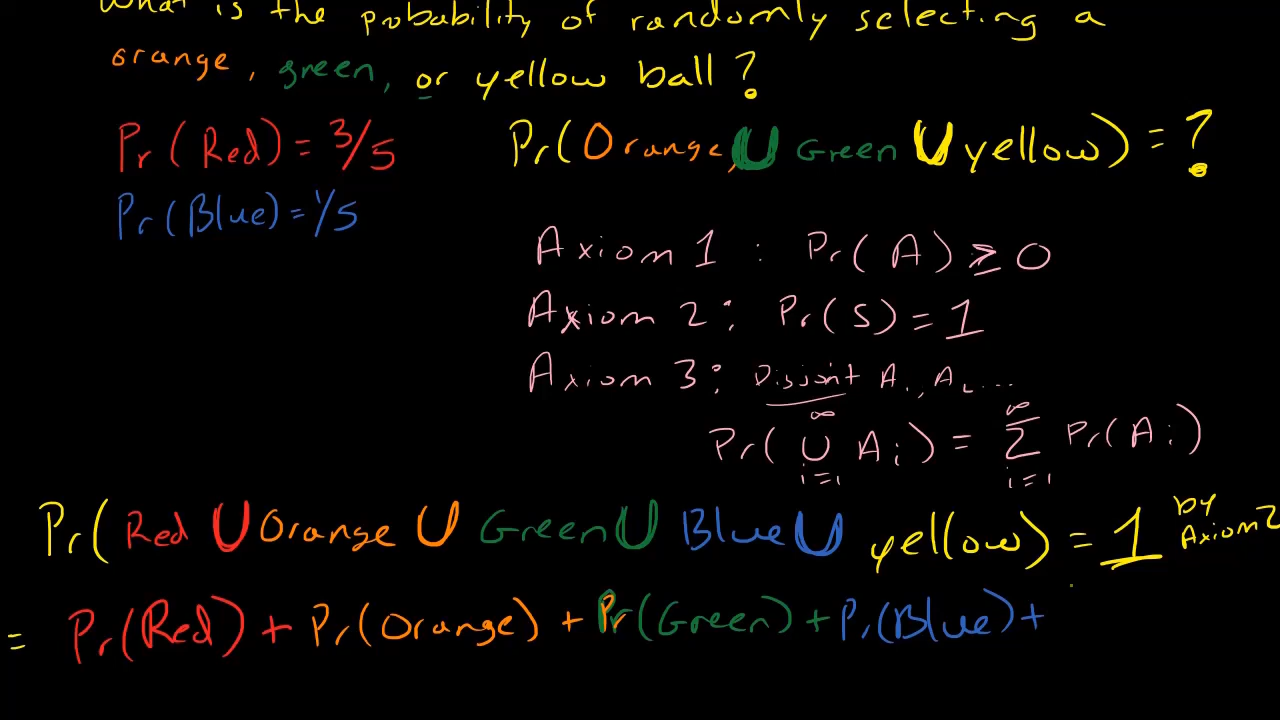 What is the probability of randomly selecting a
orange, green, or yellow ball?
Pr(Red) = 3/5
Pr(Blue) = 1/5
Pr(Orange, U Green U yellow) = ?
Axiom 1 : Pr(A) ≥ 0
Axiom 2 : Pr(S) = 1
Axiom 3 : Disjoint A₁, A₂ ...
∞ ∞
Pr( ∪ Aᵢ) = Σ Pr(Aᵢ)
i=1 i=1
Pr(Red U Orange U Green U Blue U yellow) = 1 by Axiom 2
= Pr(Red) + Pr(Orange) + Pr(Green) + Pr(Blue) +